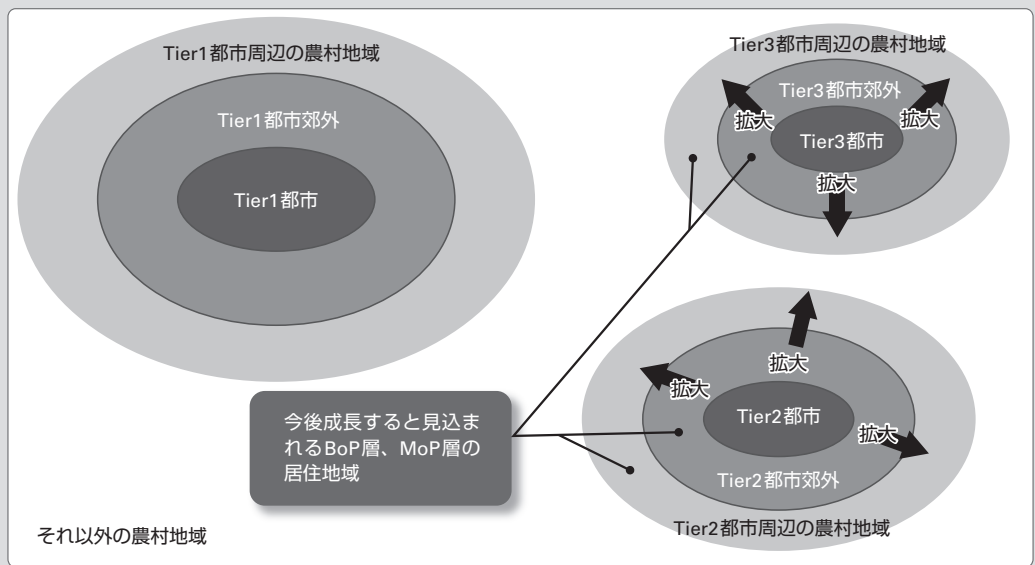 Tier1都市周辺の農村地域
Tier1都市郊外
Tier1都市
Tier3都市周辺の農村地域
Tier3都市郊外
拡大
拡大
Tier3都市
拡大
拡大
拡大
Tier2都市
拡大
Tier2都市郊外
Tier2都市周辺の農村地域
今後成長すると見込ま
れるBoP層、MoP層の
居住地域
それ以外の農村地域